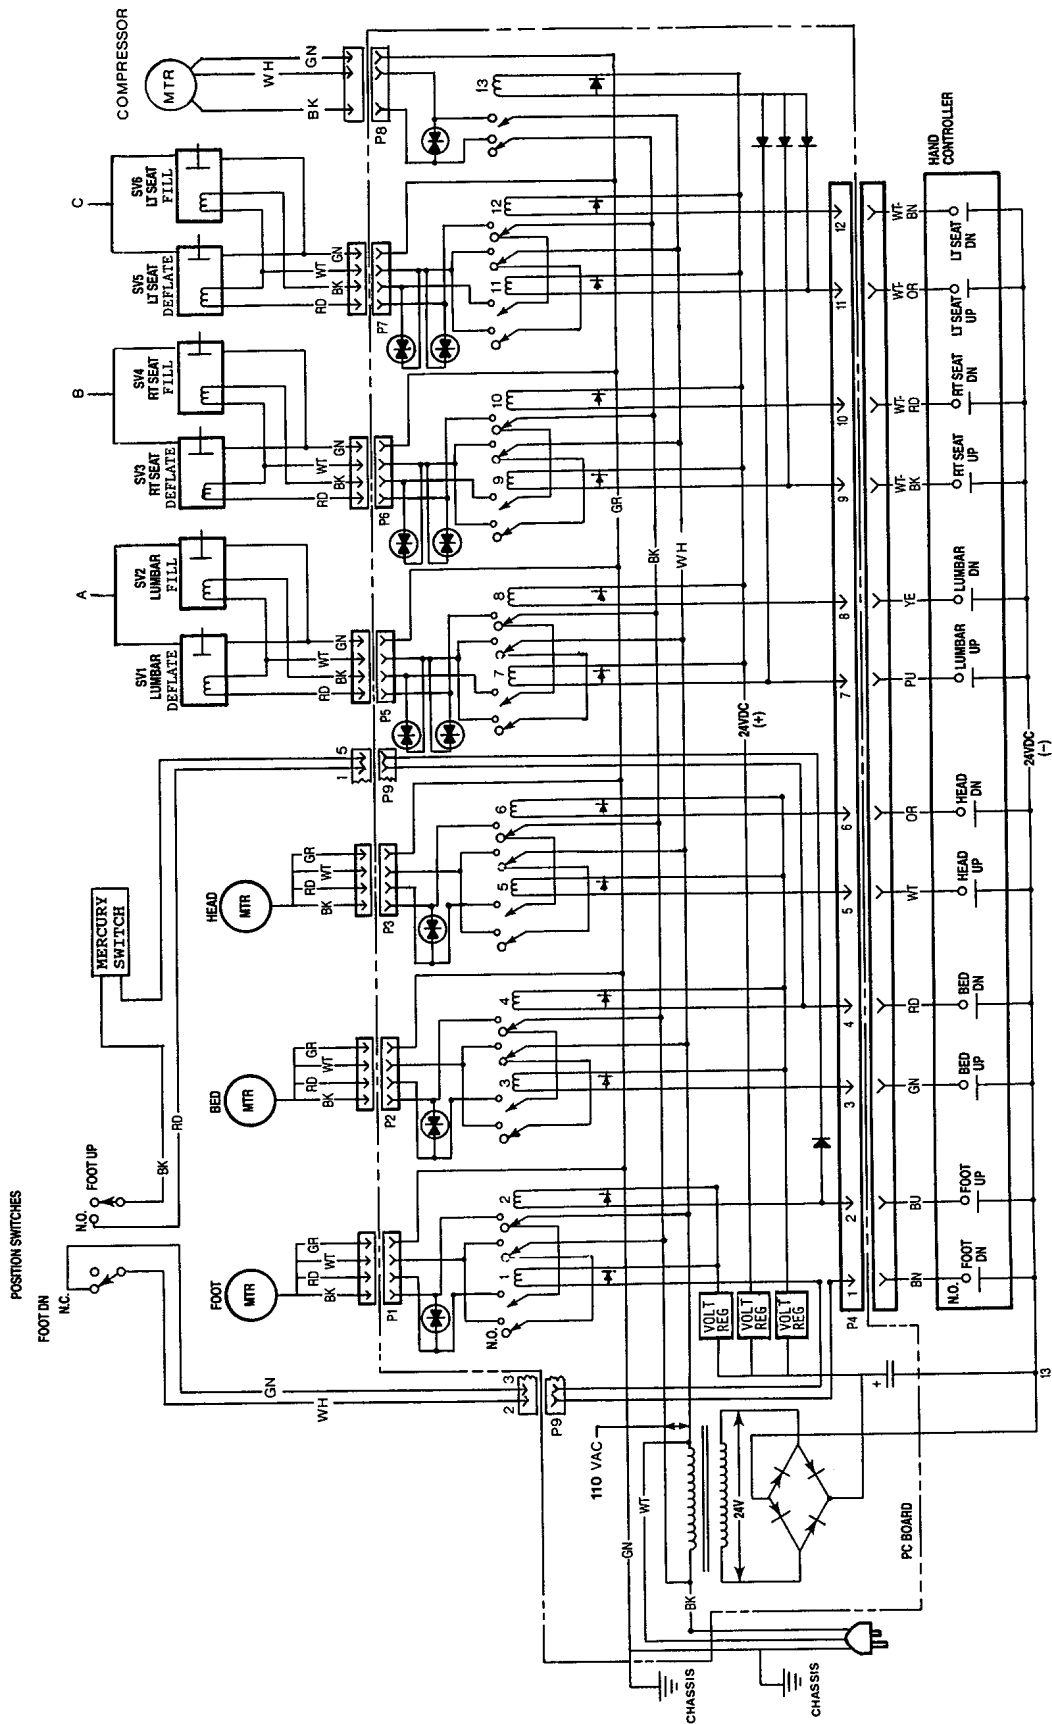 POSITION SWITCHES
FOOT DN
N.C.
N.O.
FOOT UP
BK
RD
MERCURY
SWITCH
GN
WH
A
B
C
COMPRESSOR
MTR
BK
WH
GN
SV1
LUMBAR
DEFLATE
SV2
LUMBAR
FILL
SV3
RT SEAT
DEFLATE
SV4
RT SEAT
FILL
SV5
LT SEAT
DEFLATE
SV6
LT SEAT
FILL
FOOT
MTR
BK
RD
WT
GR
BED
MTR
BK
RD
WT
GR
HEAD
MTR
BK
RD
WT
GR
1
5
RD
BK
WT
GN
RD
BK
WT
GN
RD
BK
WT
GN
2
3
P9
P1
P2
P3
P9
P5
P6
P7
P8
N.O.
1
2
3
4
5
6
7
8
9
10
11
12
13
110 VAC
GN
WT
BK
GR
BK
WH
24V
VOLT
REG
VOLT
REG
VOLT
REG
24VDC
(+)
+
PC BOARD
CHASSIS
CHASSIS
P4
1
2
3
4
5
6
7
8
9
10
11
12
BN
BU
GN
RD
WT
OR
PU
YE
WT-
BK
WT-
RD
WT-
OR
WT-
BN
HAND
CONTROLLER
N.O.
FOOT
DN
FOOT
UP
BED
UP
BED
DN
HEAD
UP
HEAD
DN
LUMBAR
UP
LUMBAR
DN
RT SEAT
UP
RT SEAT
DN
LT SEAT
UP
LT SEAT
DN
13
24VDC
(-)